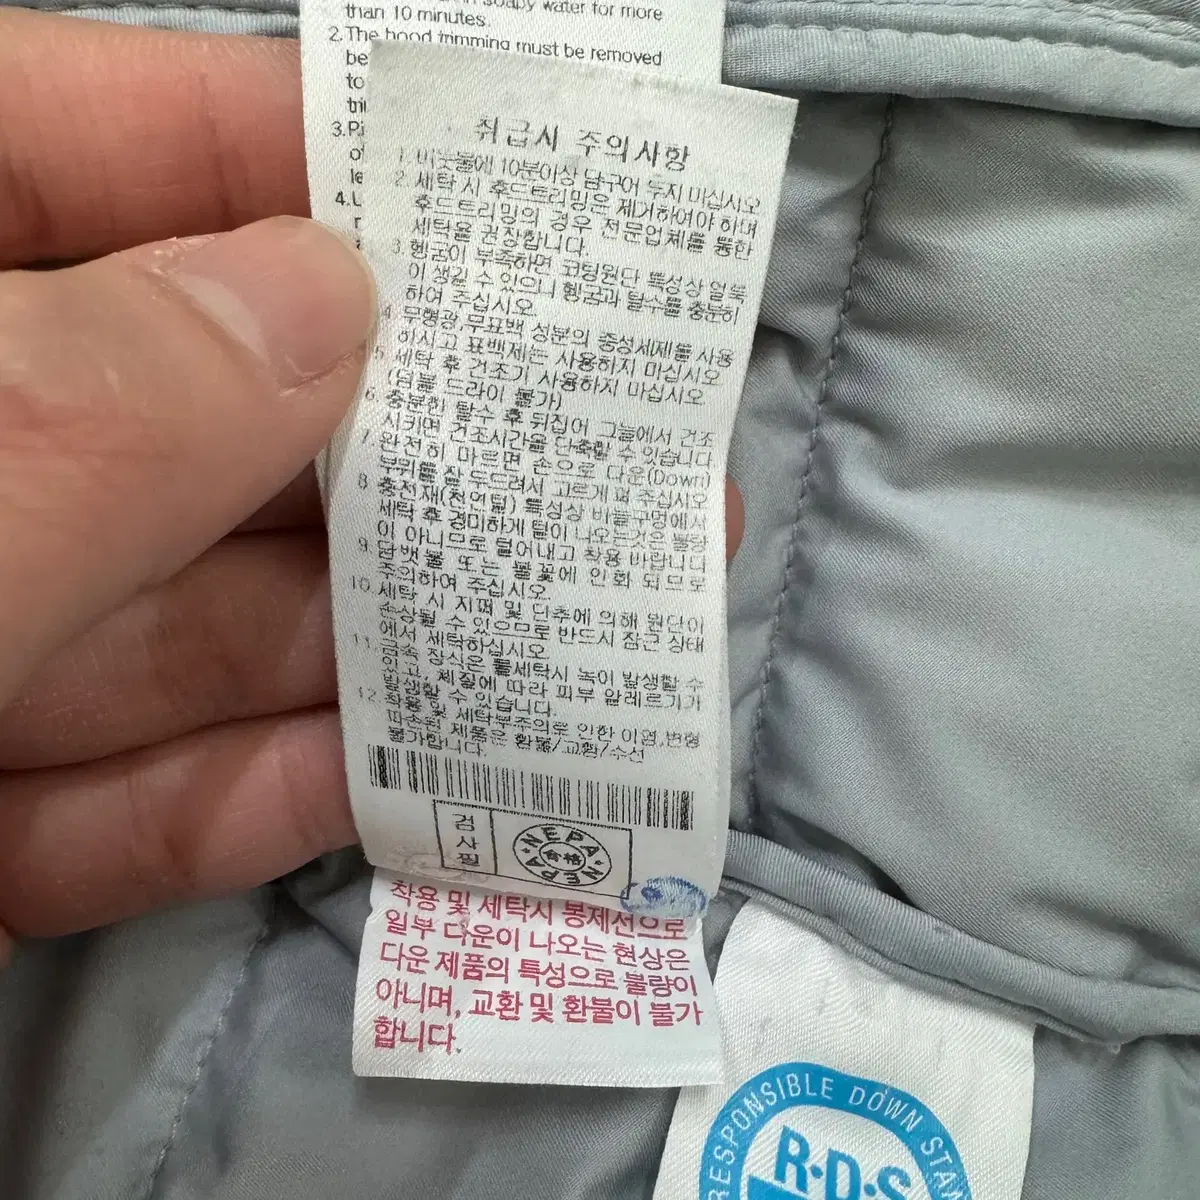 soapy water for more
than 10 minutes.
2.The hood trimming must be removed
be
to
tri
3.Pi
of
le
4.L
취급시 주의사항
1. 비눗물에 10분이상 담구어 두지 마십시오
2. 세탁 시 후드트리밍은 제거하여야 하며
후드트리밍의 경우 전문업체를 통한
세탁을 권장합니다.
3. 헹굼이 부족하면 코팅원단 특성상 얼룩
이 생길 수 있으니 헹굼과 탈수를 충분히
하여 주십시오.
4. 무형광,무표백 성분의 중성세제를 사용
하시고 표백제는 사용하지 마십시오
5. 세탁 후 건조기 사용하지 마십시오
(텀블 드라이 불가)
6. 충분한 탈수 후 뒤집어 그늘에서 건조
시키면 건조시간을 단축할 수 있습니다
7. 완전히 마르면 손으로 다운(Down)
부위를 잘 두드려서 고르게 펴 주십시오
8. 충전재(천연털) 특성상 바늘구멍에서
세탁 후 경미하게 털이 나오는것은 불량
이 아니므로 털어내고 착용 바랍니다
9. 담뱃불 또는 불꽃에 인화 되므로
주의하여 주십시오.
10. 세탁 시 지퍼 및 단추에 의해 원단이
손상될 수 있으므로 반드시 잠근 상태
에서 세탁하십시오.
11. 금속 장식은 물세탁시 녹이 발생할 수
있고, 체질에 따라 피부 알레르기가
발생할 수 있습니다.
12. 착용 및 세탁부주의로 인한 이염,변형
파손된 제품은 환불/교환/수선
불가합니다.
검사필
NEPA NEPA
착용 및 세탁시 봉제선으로
일부 다운이 나오는 현상은
다운 제품의 특성으로 불량이
아니며, 교환 및 환불이 불가
합니다.
RESPONSIBLE DOWN STAN
R·D·S